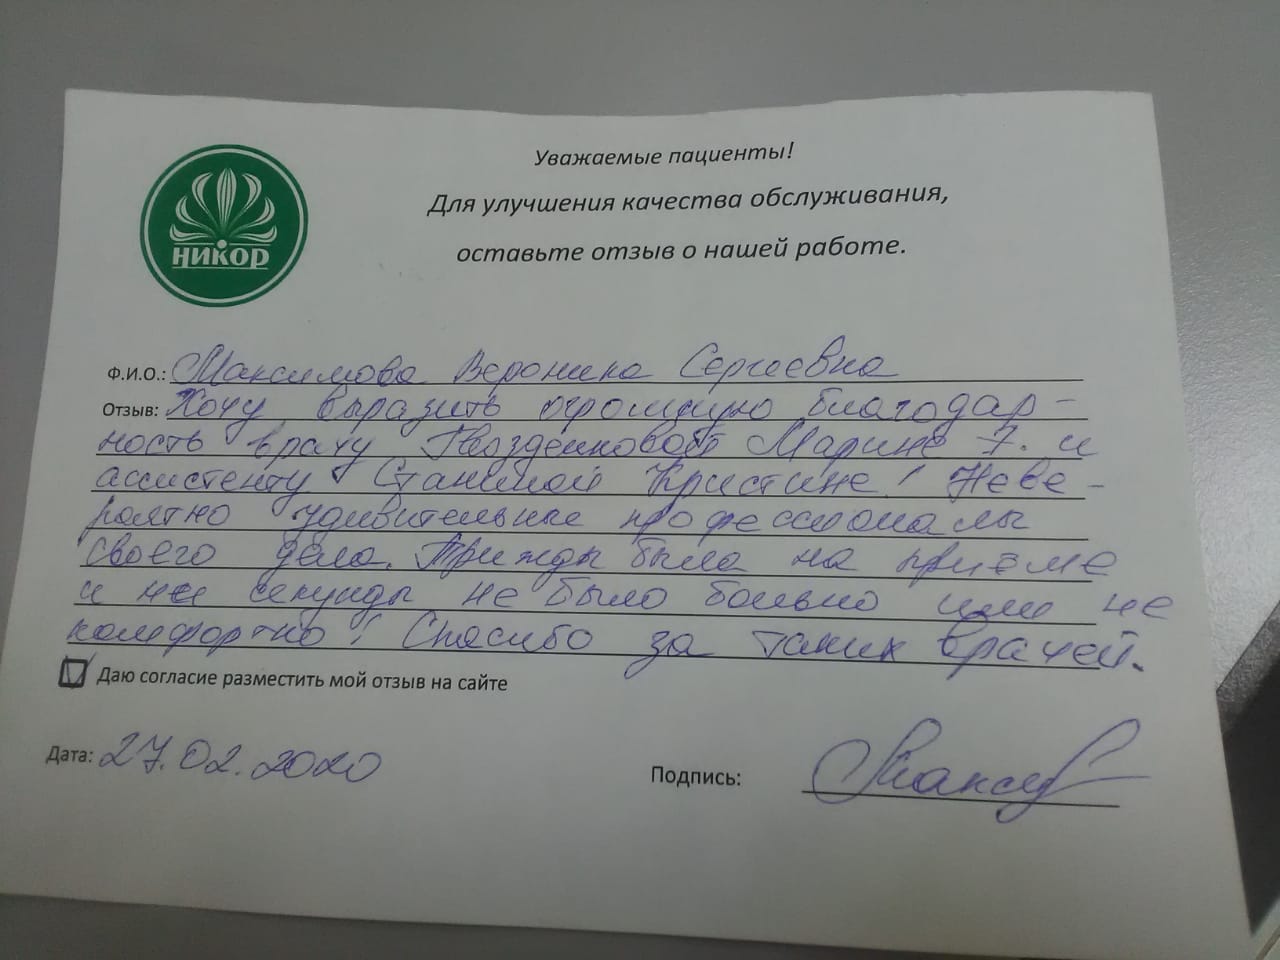 Уважаемые пациенты!
Для улучшения качества обслуживания,
оставьте отзыв о нашей работе.
НИКОР
Ф.И.О.: Максимова Вероника Сергеевна
Отзыв: Хочу выразить огромную благодар-
ность врачу Гвозденковой Марине Г. и
ассистенту Кристине! Неве-
роятно удивительные профессионалы
своего дела. Трижды была на приёме
и не секунды не было больно или не
комфортно! Спасибо за таких врачей.
Даю согласие разместить мой отзыв на сайте
Дата: 27.02.2020
Подпись: